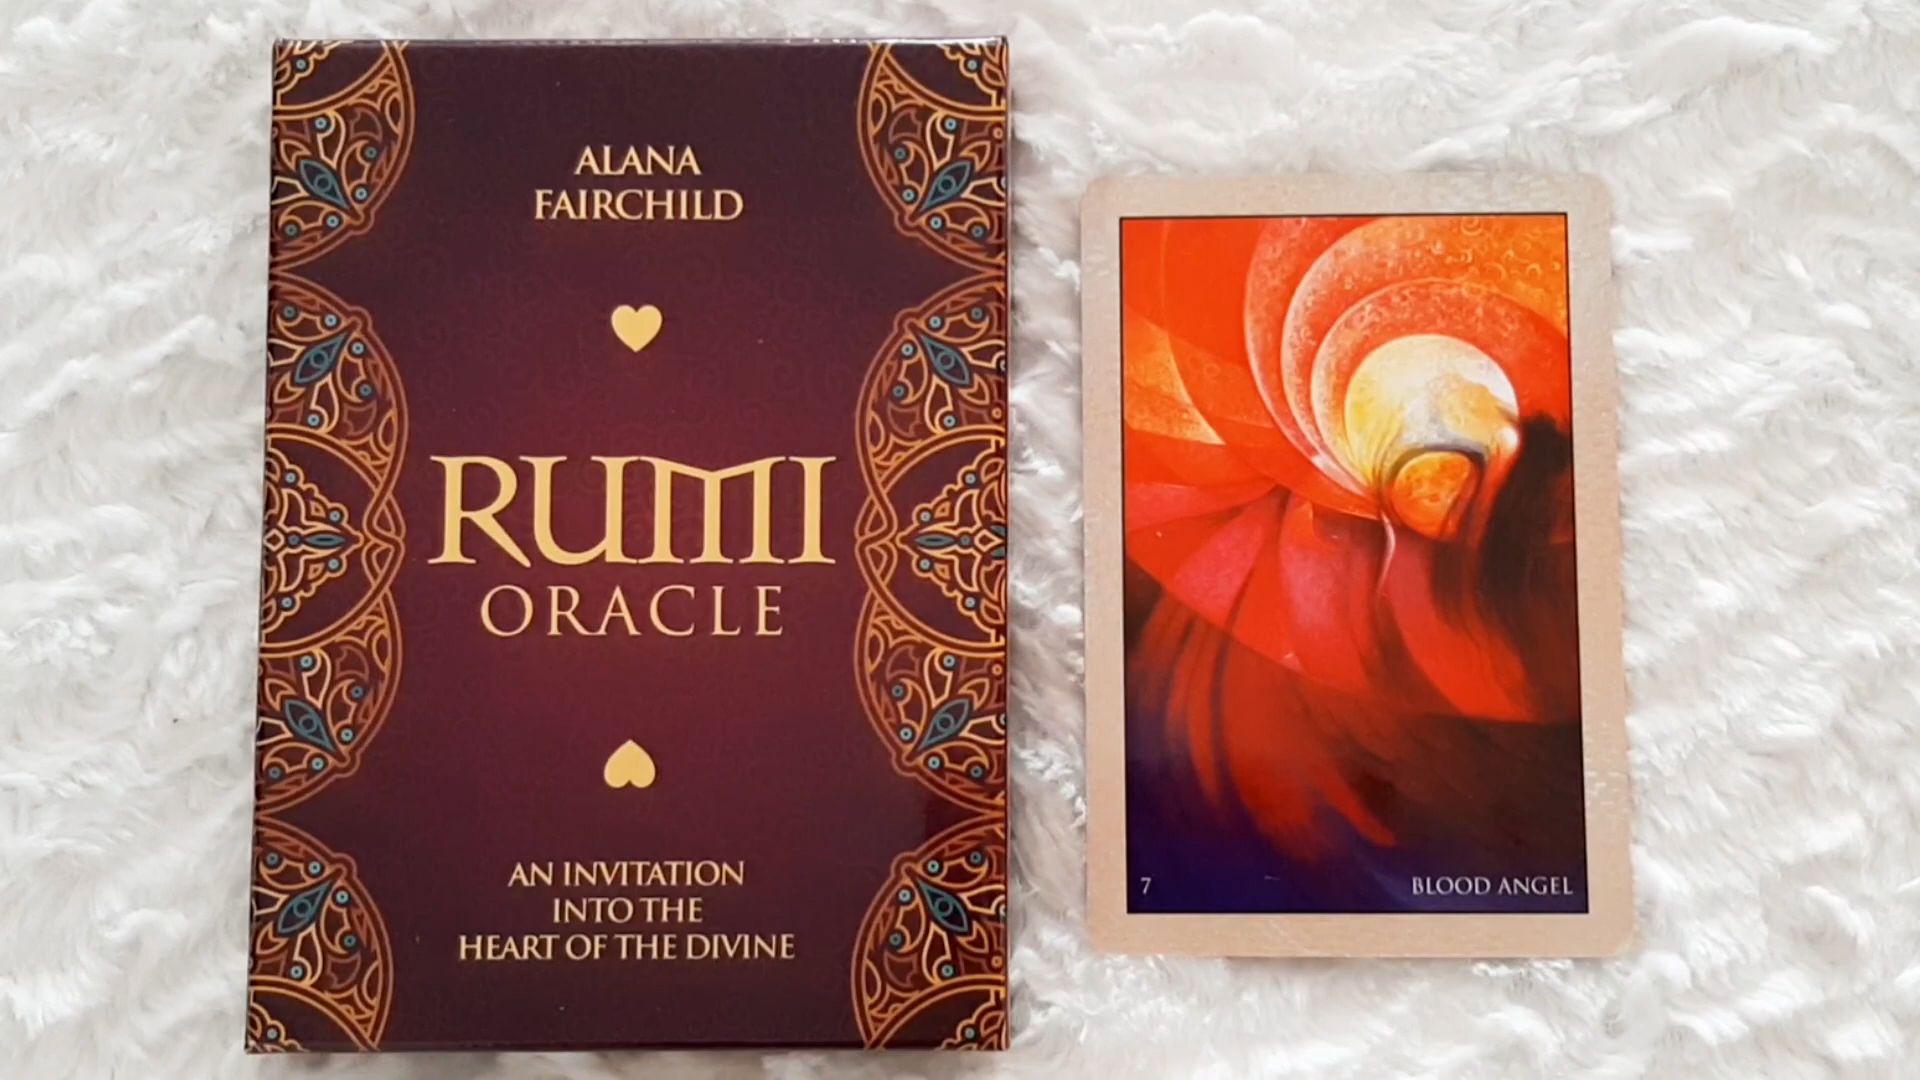 ALANA
FAIRCHILD
RUMI
ORACLE
AN INVITATION
INTO THE
HEART OF THE DIVINE
7
BLOOD ANGEL